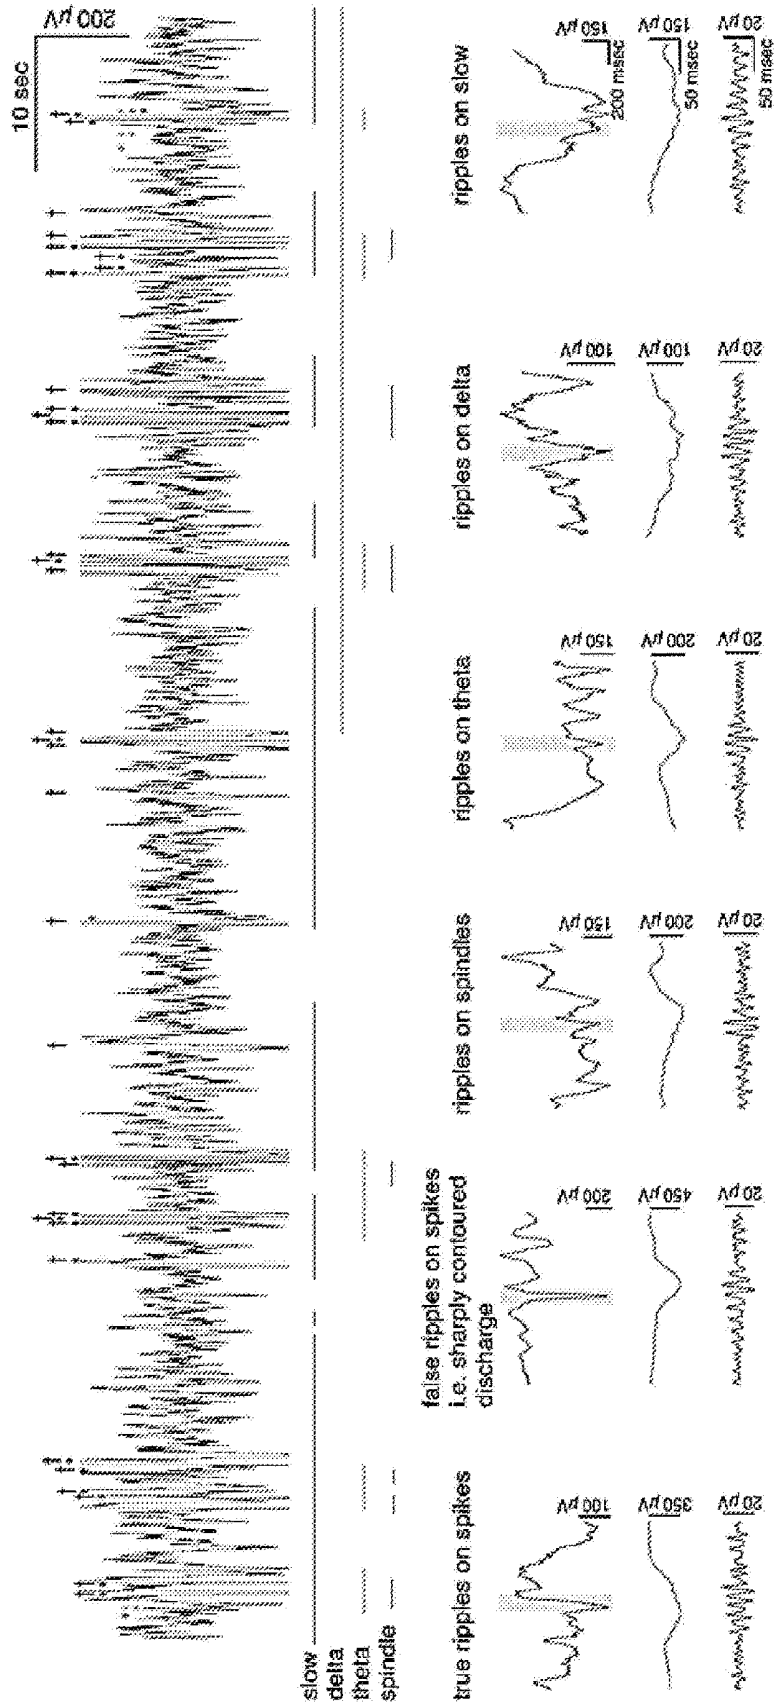 10 sec
200 µV
slow
delta
theta
spindle
true ripples on spikes
100 µV
350 µV
20 µV
false ripples on spikes
i.e. sharply contoured
discharge
200 µV
450 µV
20 µV
ripples on spindles
150 µV
200 µV
20 µV
ripples on theta
150 µV
200 µV
20 µV
ripples on delta
100 µV
100 µV
20 µV
ripples on slow
150 µV
200 msec
150 µV
50 msec
20 µV
50 msec